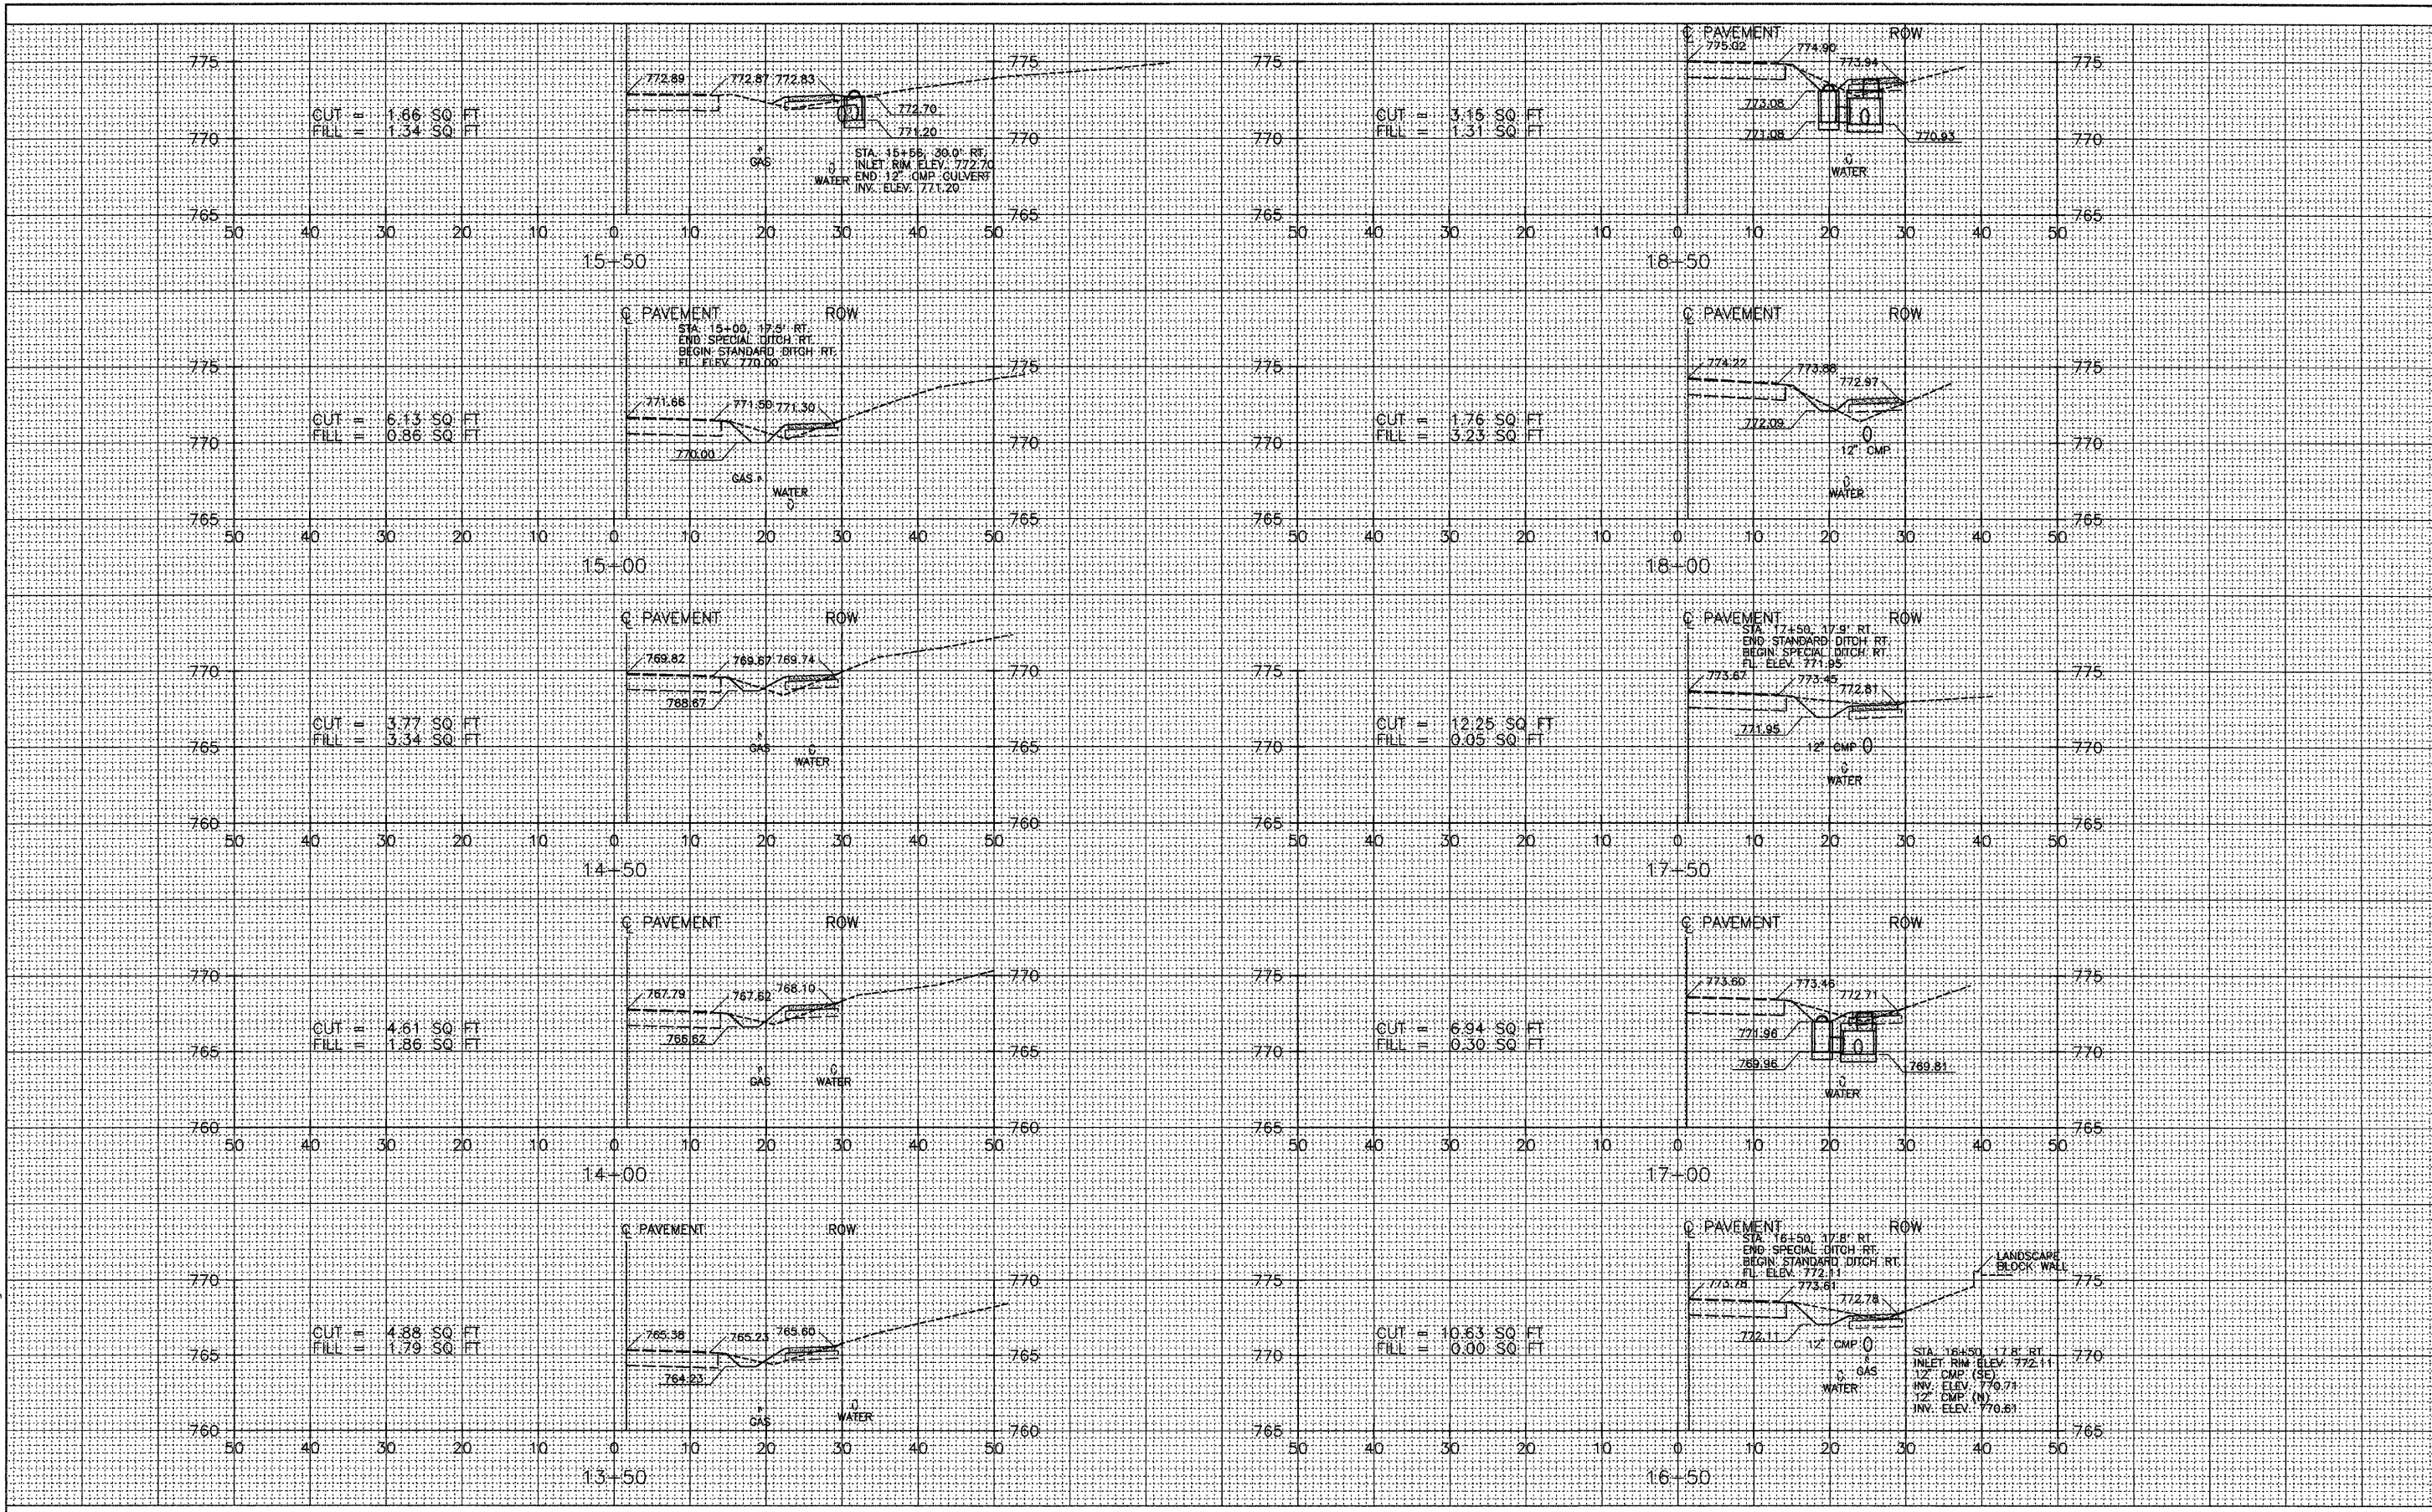 775
775
772.89
772.87
772.83
772.70
771.20
CUT = 1.66 SQ FT
FILL = 1.34 SQ FT
770
770
GAS
WATER
STA. 15+56, 30.0' RT.
INLET RIM ELEV. 772.70
END 12" CMP CULVERT
INV. ELEV. 771.20
765
765
50 40 30 20 10 0 10 20 30 40 50
15+50
℄ PAVEMENT
ROW
STA. 15+00, 17.5' RT.
END SPECIAL DITCH RT.
BEGIN STANDARD DITCH RT.
FL. ELEV. 770.00
775
775
771.66
771.50
771.30
CUT = 6.13 SQ FT
FILL = 0.86 SQ FT
770
770
770.00
GAS
WATER
765
765
50 40 30 20 10 0 10 20 30 40 50
15+00
℄ PAVEMENT
ROW
770
770
769.82
769.67
769.74
768.67
CUT = 3.77 SQ FT
FILL = 3.34 SQ FT
765
765
GAS
WATER
760
760
50 40 30 20 10 0 10 20 30 40 50
14+50
℄ PAVEMENT
ROW
770
770
767.79
767.62
768.10
CUT = 4.61 SQ FT
FILL = 1.86 SQ FT
766.62
765
765
GAS
WATER
760
760
50 40 30 20 10 0 10 20 30 40 50
14+00
℄ PAVEMENT
ROW
770
770
765.38
765.23
765.60
CUT = 4.88 SQ FT
FILL = 1.79 SQ FT
765
765
764.23
GAS
WATER
760
760
50 40 30 20 10 0 10 20 30 40 50
13+50
℄ PAVEMENT
ROW
775.02
774.90
773.94
775
775
773.08
771.08
770.93
CUT = 3.15 SQ FT
FILL = 1.31 SQ FT
770
770
WATER
765
765
50 40 30 20 10 0 10 20 30 40 50
18+50
℄ PAVEMENT
ROW
775
775
774.22
773.88
772.97
772.09
CUT = 1.76 SQ FT
FILL = 3.23 SQ FT
770
770
12" CMP
WATER
765
765
50 40 30 20 10 0 10 20 30 40 50
18+00
℄ PAVEMENT
ROW
STA. 17+50, 17.9' RT.
END STANDARD DITCH RT.
BEGIN SPECIAL DITCH RT.
FL. ELEV. 771.95
775
775
773.67
773.45
772.81
771.95
CUT = 12.25 SQ FT
FILL = 0.05 SQ FT
770
770
12" CMP
WATER
765
765
50 40 30 20 10 0 10 20 30 40 50
17+50
℄ PAVEMENT
ROW
775
775
773.60
773.46
772.71
771.96
769.96
769.81
CUT = 6.94 SQ FT
FILL = 0.30 SQ FT
770
770
WATER
765
765
50 40 30 20 10 0 10 20 30 40 50
17+00
℄ PAVEMENT
ROW
STA. 16+50, 17.8' RT.
END SPECIAL DITCH RT.
BEGIN STANDARD DITCH RT.
FL. ELEV. 772.11
LANDSCAPE
BLOCK WALL
775
775
773.78
773.61
772.78
772.11
CUT = 10.63 SQ FT
FILL = 0.00 SQ FT
770
770
12" CMP
GAS
WATER
STA. 16+50, 17.8' RT.
INLET RIM ELEV. 772.11
12" CMP (SE)
INV. ELEV. 770.71
12" CMP (N)
INV. ELEV. 770.61
765
765
50 40 30 20 10 0 10 20 30 40 50
16+50